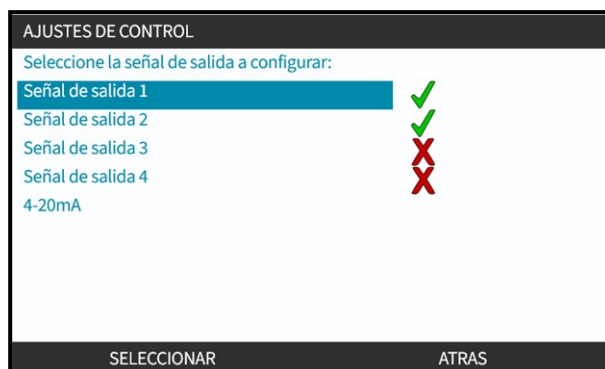 AJUSTES DE CONTROL
Seleccione la señal de salida a configurar:
Señal de salida 1
Señal de salida 2
Señal de salida 3
Señal de salida 4
4-20mA
SELECCIONAR ATRAS